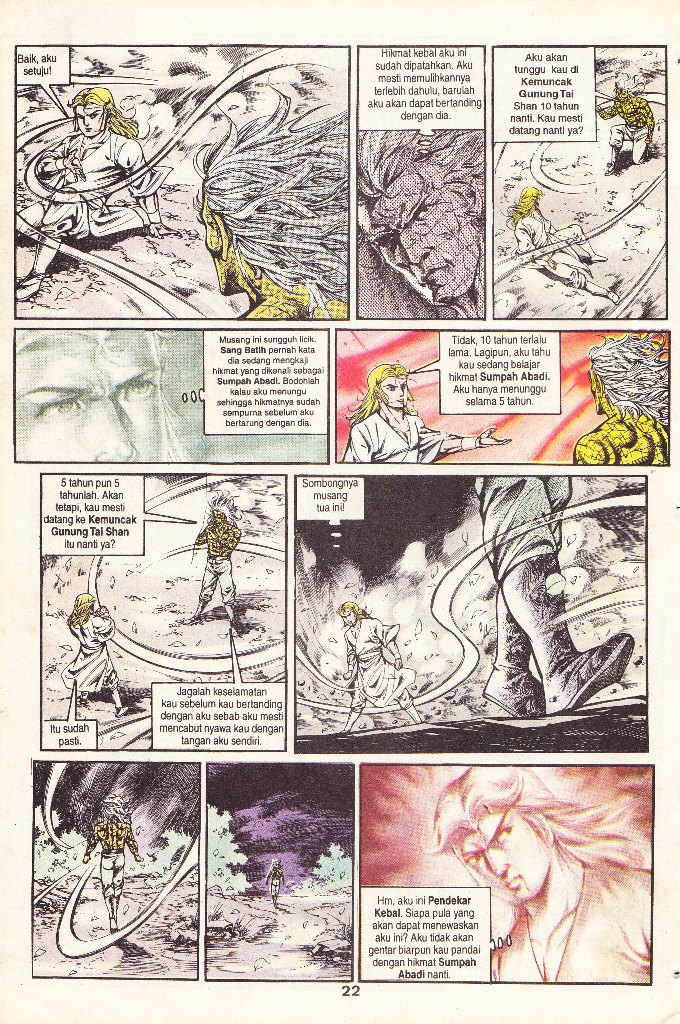 Baik, aku
setuju!
Hikmat kebal aku ini
sudah dipatahkan. Aku
mesti memulihkannya
terlebih dahulu, barulah
aku akan dapat bertanding
dengan dia.
Aku akan
tunggu kau di
Kemuncak
Gunung Tai
Shan 10 tahun
nanti. Kau mesti
datang nanti ya?
Musang ini sungguh licik.
Sang Batih pernah kata
dia sedang mengkaji
hikmat yang dikenali sebagai
Sumpah Abadi. Bodohlah
kalau aku menungu
sehingga hikmatnya sudah
sempurna sebelum aku
bertarung dengan dia.
Tidak, 10 tahun terlalu
lama. Lagipun, aku tahu
kau sedang belajar
hikmat Sumpah Abadi.
Aku hanya menunggu
selama 5 tahun.
5 tahun pun 5
tahunlah. Akan
tetapi, kau mesti
datang ke Kemuncak
Gunung Tai Shan
itu nanti ya?
Itu sudah
pasti.
Jagalah keselamatan
kau sebelum kau bertanding
dengan aku sebab aku mesti
mencabut nyawa kau dengan
tangan aku sendiri.
Sombongnya
musang
tua ini!
Hm, aku ini Pendekar
Kebal. Siapa pula yang
akan dapat menewaskan
aku ini? Aku tidak akan
gentar biarpun kau pandai
dengan hikmat Sumpah
Abadi nanti.
22